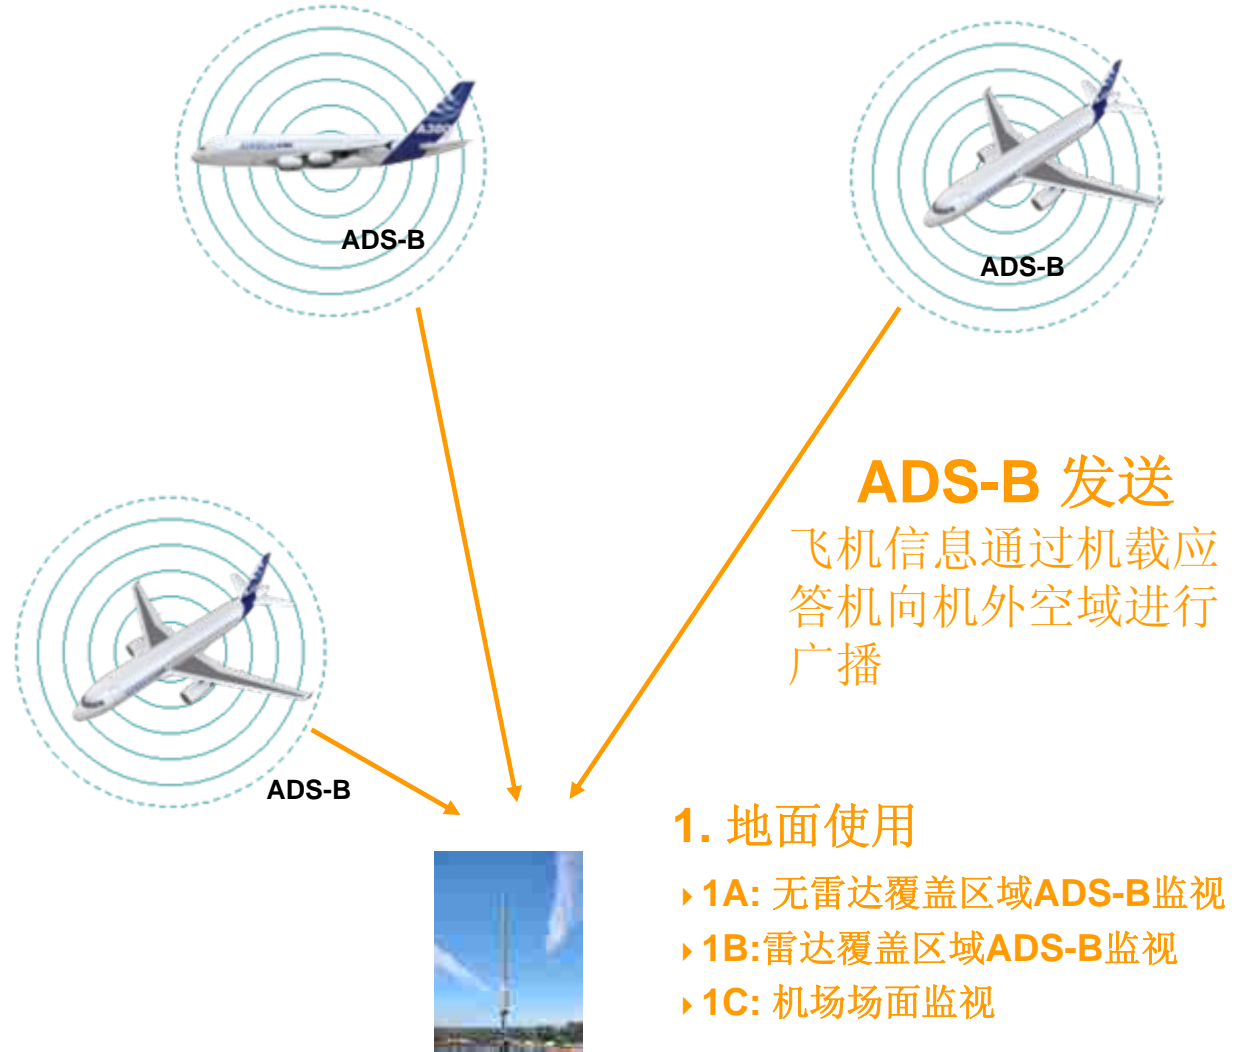 A380
ADS-B
ADS-B
ADS-B 发送
飞机信息通过机载应
答机向机外空域进行
广播
ADS-B
1. 地面使用
1A: 无雷达覆盖区域ADS-B监视
1B:雷达覆盖区域ADS-B监视
1C: 机场场面监视